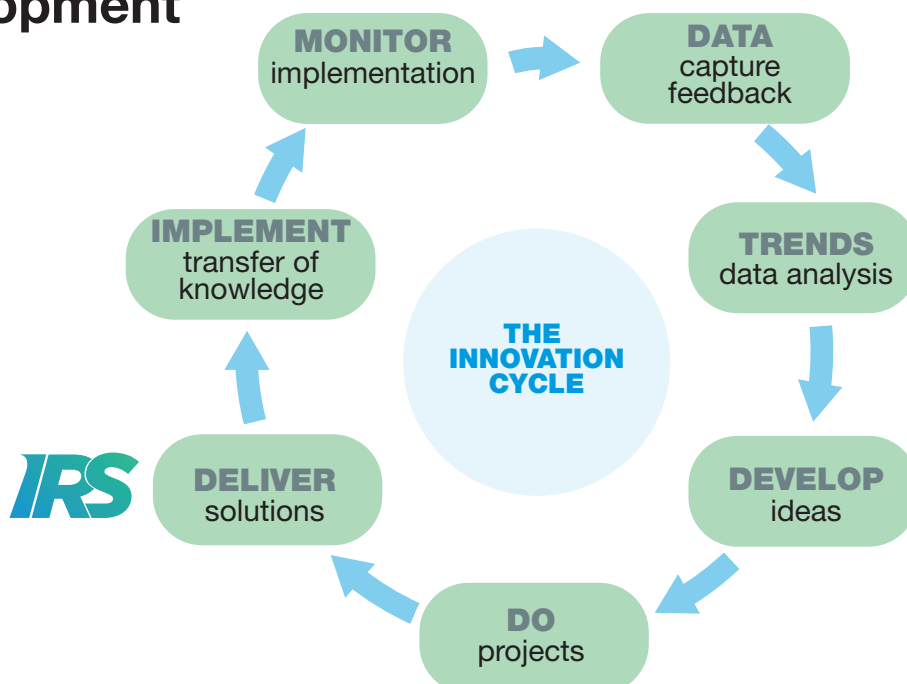 opment
MONITOR
implementation
DATA
capture
feedback
TRENDS
data analysis
DEVELOP
ideas
DO
projects
DELIVER
solutions
IRS
IMPLEMENT
transfer of
knowledge
THE
INNOVATION
CYCLE